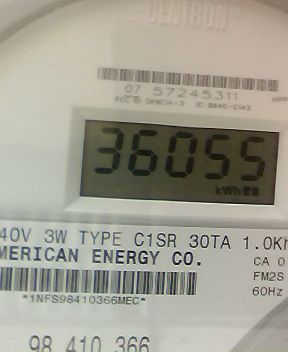 CENTRON
07 57245311
36055
kWh
40V 3W TYPE C1SR 30TA 1.0Kh
MERICAN ENERGY CO.
CA 0
FM2S
60Hz
*1NFS98410366MEC*
98 410 366